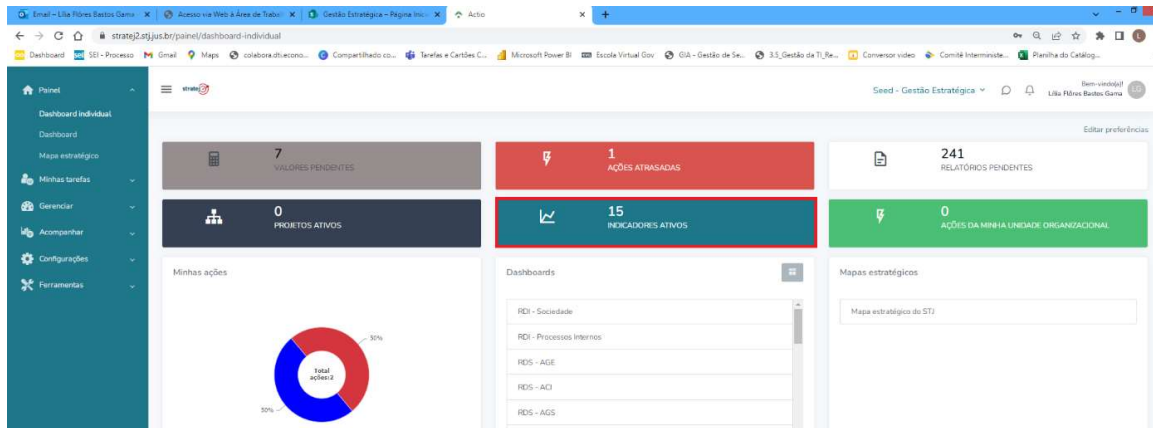 Email – Lilia Flôres Bastos Gama
Acesso via Web à Área de Trabal
Gestão Estratégica – Página Inici
Actio
stratej2.stj.jus.br/painel/dashboard-individual
Dashboard
SEI - Processo
Gmail
Maps
colabora.dti.econo...
Compartilhado co...
Tarefas e Cartões C...
Microsoft Power BI
Escola Virtual Gov
GIA - Gestão de Se...
3.5_Gestão da TI_Re...
Conversor video
Comitê Interministe...
Planilha do Catálog...
Painel
Dashboard individual
Dashboard
Mapa estratégico
Minhas tarefas
Gerenciar
Acompanhar
Configurações
Ferramentas
Seed - Gestão Estratégica
Bem-vindo(a)!
Lilia Flôres Bastos Gama
LG
Editar preferências
7
VALORES PENDENTES
1
AÇÕES ATRASADAS
241
RELATÓRIOS PENDENTES
0
PROJETOS ATIVOS
15
INDICADORES ATIVOS
0
AÇÕES DA MINHA UNIDADE ORGANIZACIONAL
Minhas ações
50%
Total
ações:2
50%
Dashboards
RDI - Sociedade
RDI - Processos Internos
RDS - AGE
RDS - ACI
RDS - AGS
Mapas estratégicos
Mapa estratégico do STJ